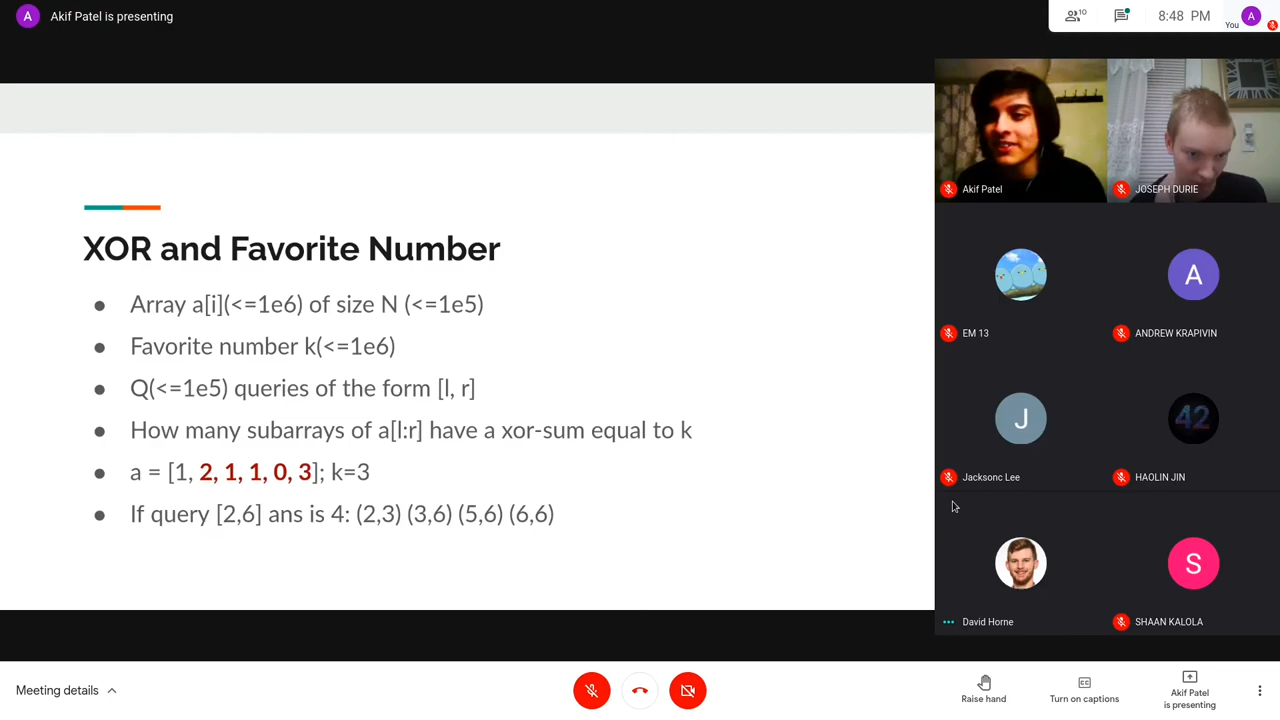 A Akif Patel is presenting
10 8:48 PM You A
XOR and Favorite Number
● Array a[i](<=1e6) of size N (<=1e5)
● Favorite number k(<=1e6)
● Q(<=1e5) queries of the form [l, r]
● How many subarrays of a[l:r] have a xor-sum equal to k
● a = [1, 2, 1, 1, 0, 3]; k=3
● If query [2,6] ans is 4: (2,3) (3,6) (5,6) (6,6)
Akif Patel
JOSEPH DURIE
EM 13
A
ANDREW KRAPIVIN
J
Jacksonc Lee
42
HAOLIN JIN
David Horne
S
SHAAN KALOLA
Meeting details
Raise hand
CC
Turn on captions
Akif Patel
is presenting